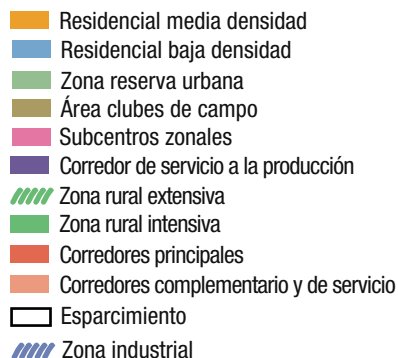 Residencial media densidad
Residencial baja densidad
Zona reserva urbana
Área clubes de campo
Subcentros zonales
Corredor de servicio a la producción
Zona rural extensiva
Zona rural intensiva
Corredores principales
Corredores complementario y de servicio
Esparcimiento
Zona industrial